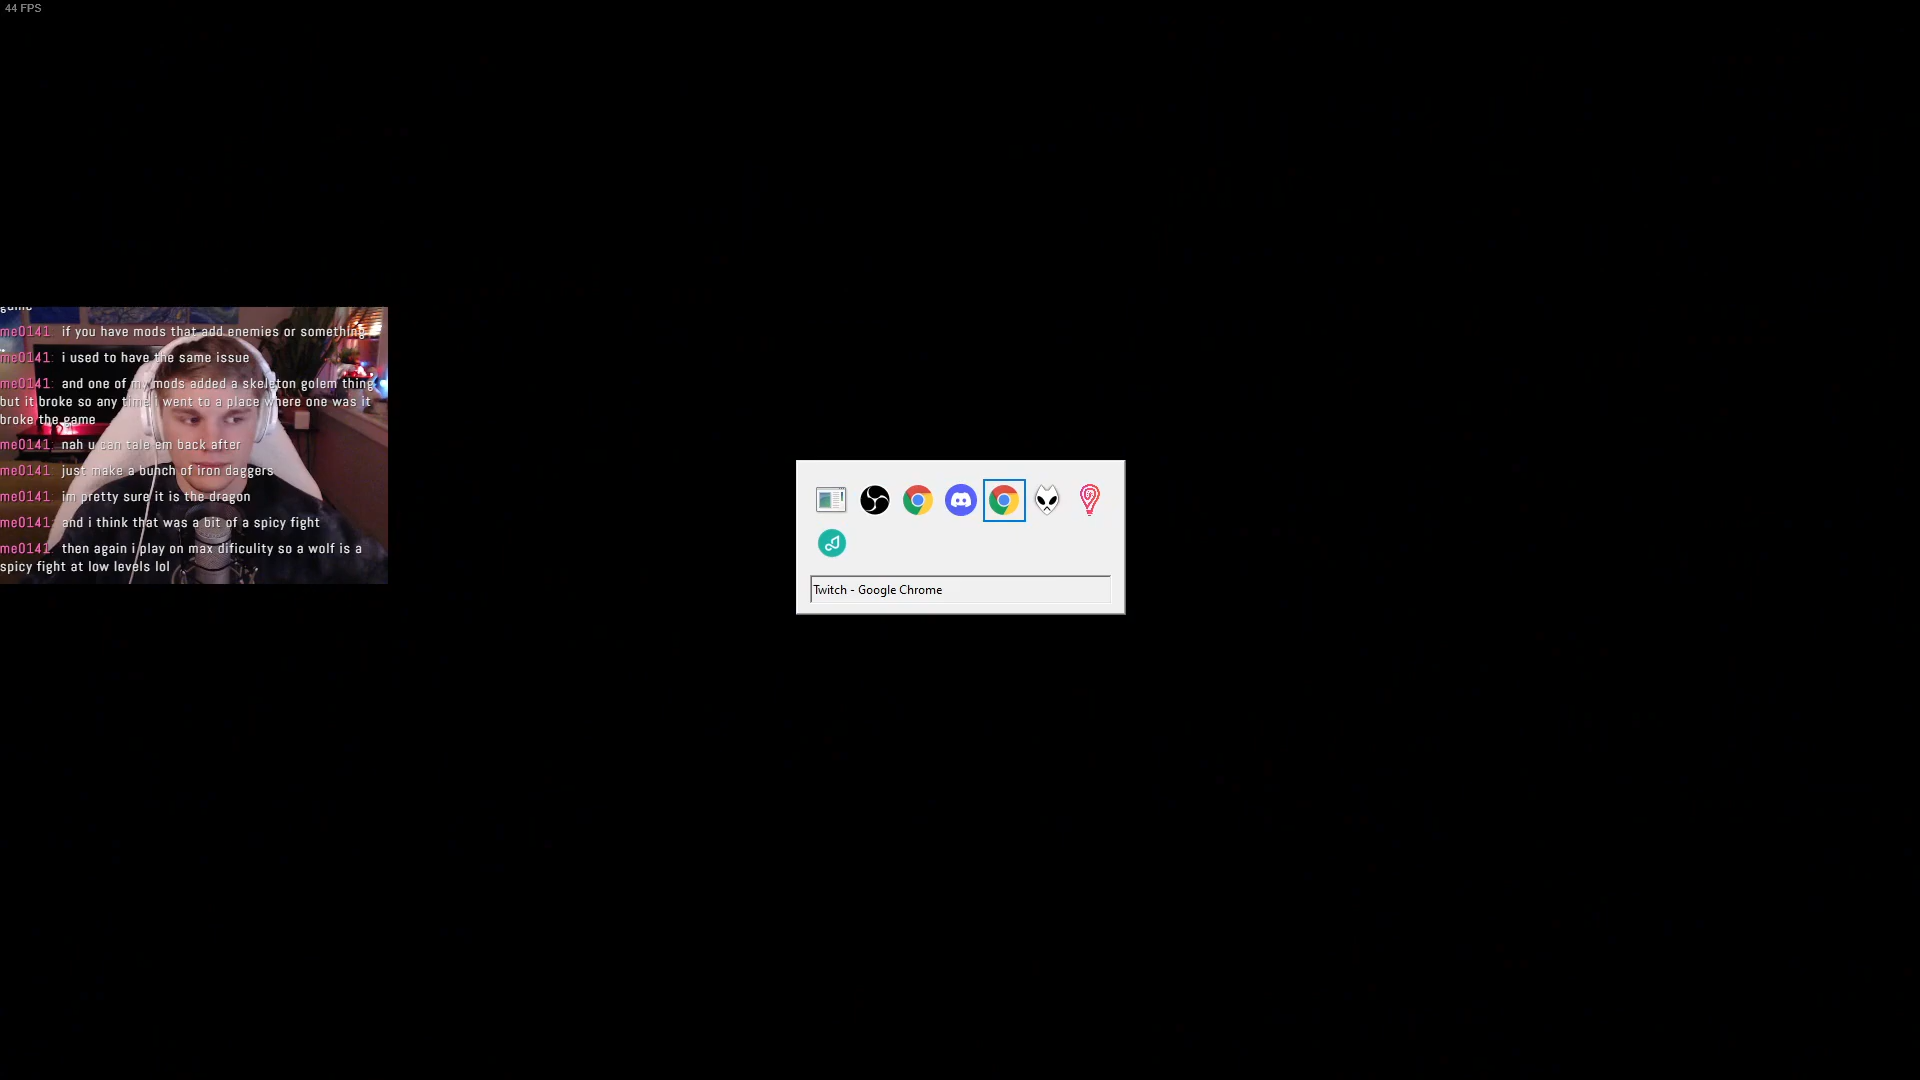 44 FPS
game
me0141: if you have mods that add enemies or something
me0141: i used to have the same issue
me0141: and one of my mods added a skeleton golem thing
but it broke so any time i went to a place where one was it
broke the game
me0141: nah u can tale em back after
me0141: just make a bunch of iron daggers
me0141: im pretty sure it is the dragon
me0141: and i think that was a bit of a spicy fight
me0141: then again i play on max dificulity so a wolf is a
spicy fight at low levels lol
Twitch - Google Chrome